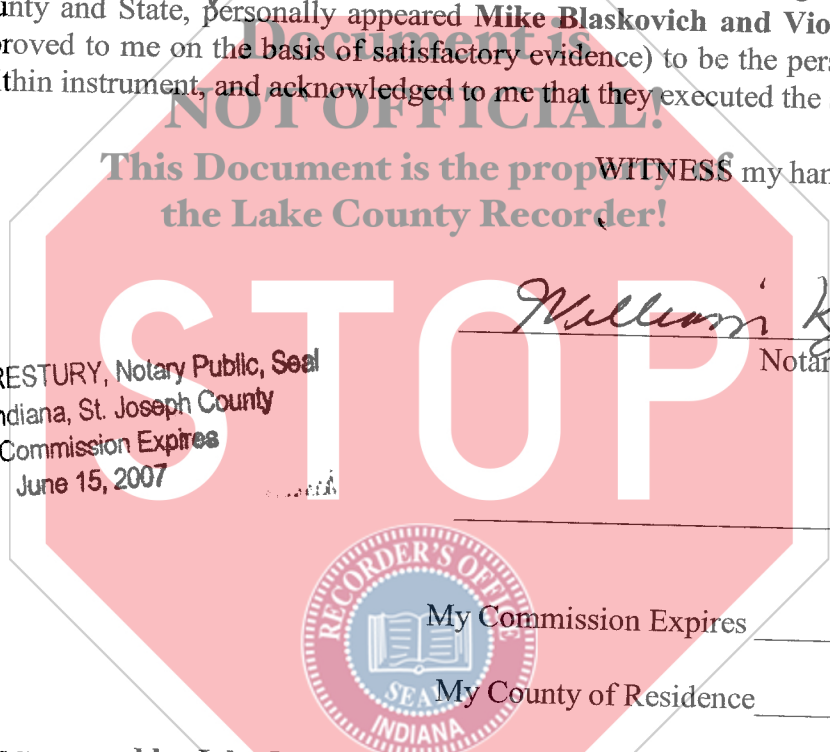 unty and State, personally appeared Mike Blaskovich and Vio
roved to me on the basis of satisfactory evidence) to be the pers
ithin instrument, and acknowledged to me that they executed the
Document is
NOT OFFICIAL!
This Document is the property of
the Lake County Recorder!
WITNESS my han
STOP
William
Notar
RESTURY, Notary Public, Seal
ndiana, St. Joseph County
Commission Expires
June 15, 2007
RECORDER'S OFFICE
SEAL
INDIANA
My Commission Expires
My County of Residence